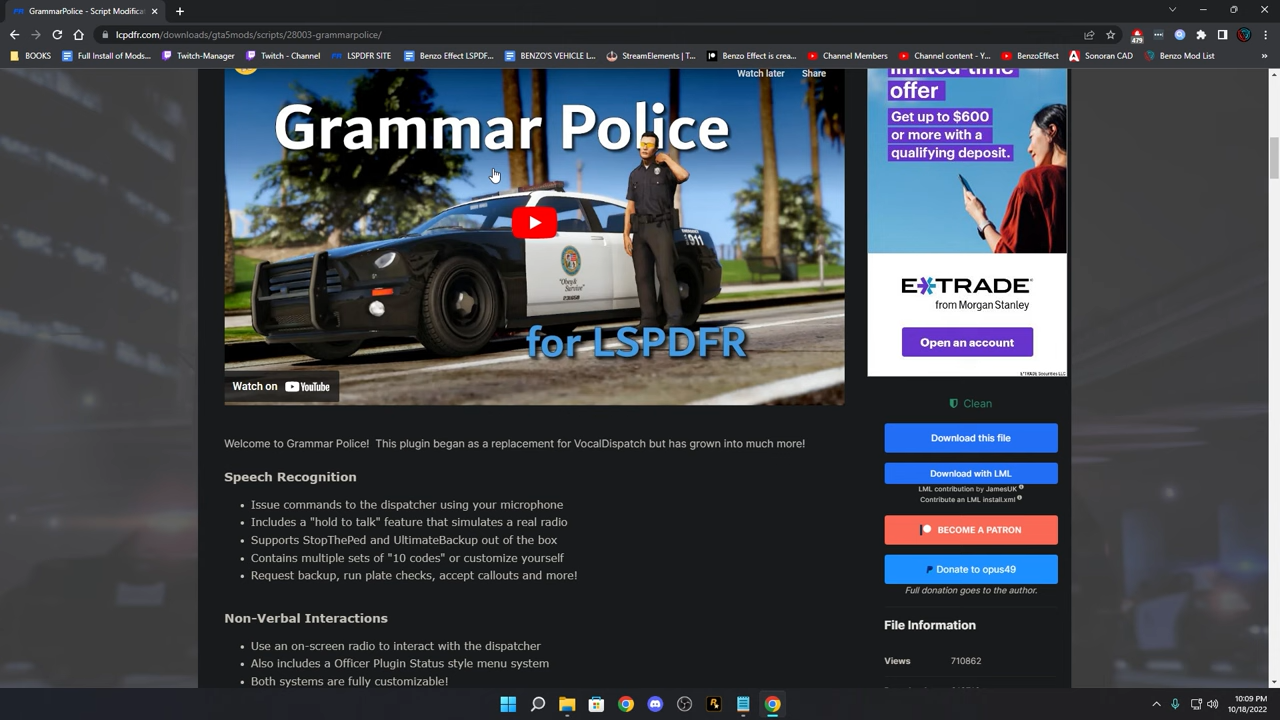 GrammarPolice - Script Modificat
lcpdfr.com/downloads/gta5mods/scripts/28003-grammarpolice/
475
BOOKS
Full Install of Mods...
Twitch-Manager
Twitch - Channel
LSPDFR SITE
Benzo Effect LSPDF...
BENZO'S VEHICLE L...
StreamElements | T...
Benzo Effect is crea...
Channel Members
Channel content - Y...
BenzoEffect
Sonoran CAD
Benzo Mod List
»
Watch later
Share
Grammar Police
1911
"Obey &
Survive"
for LSPDFR
Watch on YouTube
limited-time
offer
Get up to $600
or more with a
qualifying deposit.
E*TRADE
from Morgan Stanley
Open an account
E*TRADE Securities LLC
Clean
Download this file
Download with LML
LML contribution by JamesUK
Contribute an LML install.xml
BECOME A PATRON
Donate to opus49
Full donation goes to the author.
File Information
Views 710862
Welcome to Grammar Police! This plugin began as a replacement for VocalDispatch but has grown into much more!
Speech Recognition
• Issue commands to the dispatcher using your microphone
• Includes a "hold to talk" feature that simulates a real radio
• Supports StopThePed and UltimateBackup out of the box
• Contains multiple sets of "10 codes" or customize yourself
• Request backup, run plate checks, accept callouts and more!
Non-Verbal Interactions
• Use an on-screen radio to interact with the dispatcher
• Also includes a Officer Plugin Status style menu system
• Both systems are fully customizable!
10:09 PM
10/18/2022